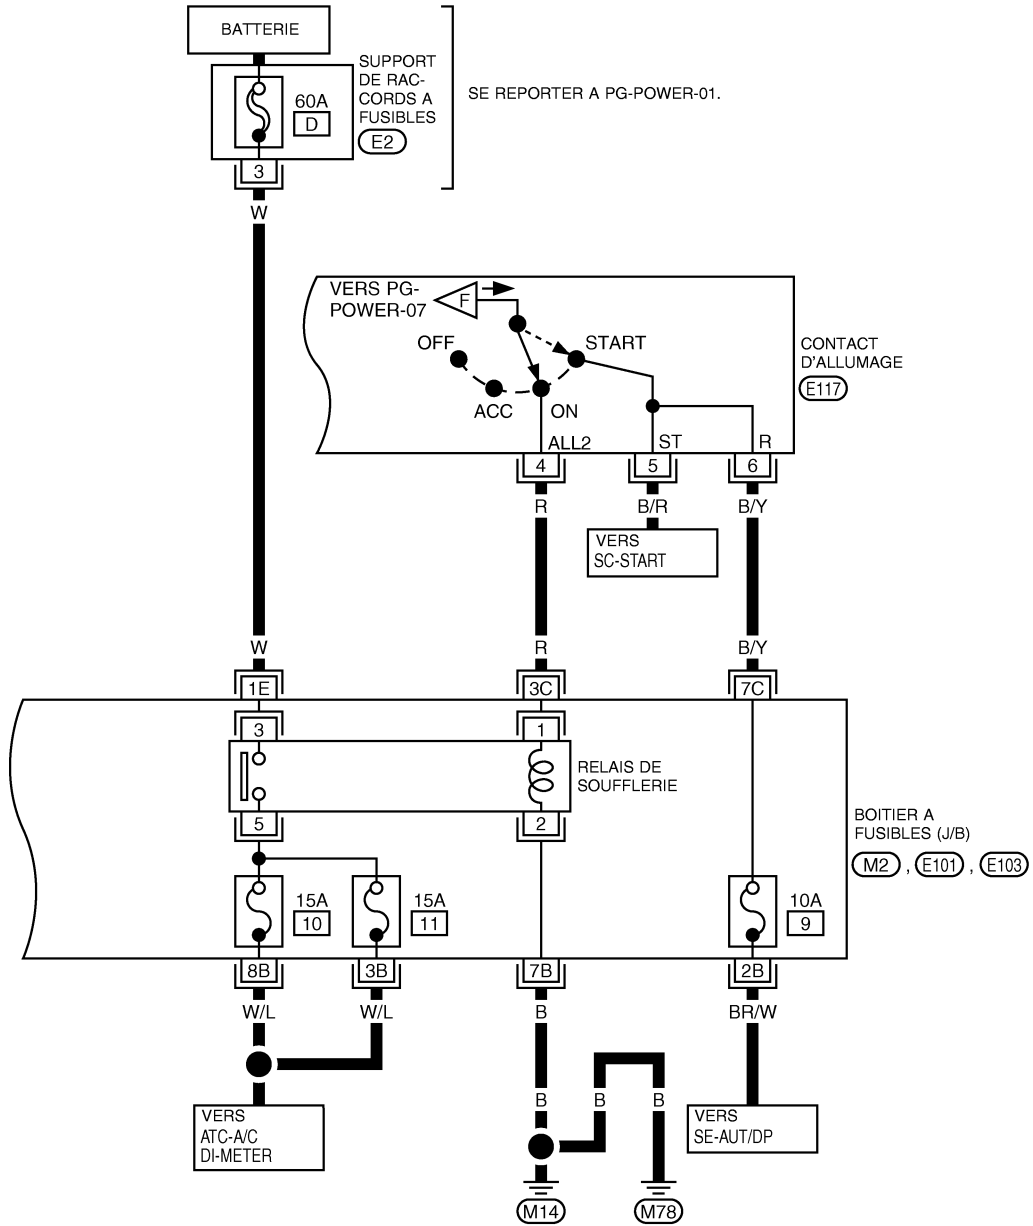 BATTERIE
SUPPORT
DE RAC-
CORDS A
FUSIBLES
E2
60A
D
SE REPORTER A PG-POWER-01.
3
W
VERS PG-
POWER-07
F
OFF
START
ACC
ON
CONTACT
D'ALLUMAGE
E117
ALL2
ST
R
4
5
6
R
B/R
B/Y
VERS
SC-START
W
R
B/Y
1E
3C
7C
3
1
RELAIS DE
SOUFFLERIE
5
2
BOITIER A
FUSIBLES (J/B)
M2 , E101 , E103
15A
10
15A
11
10A
9
8B
3B
7B
2B
W/L
W/L
B
BR/W
B
B
B
VERS
ATC-A/C
DI-METER
VERS
SE-AUT/DP
M14
M78